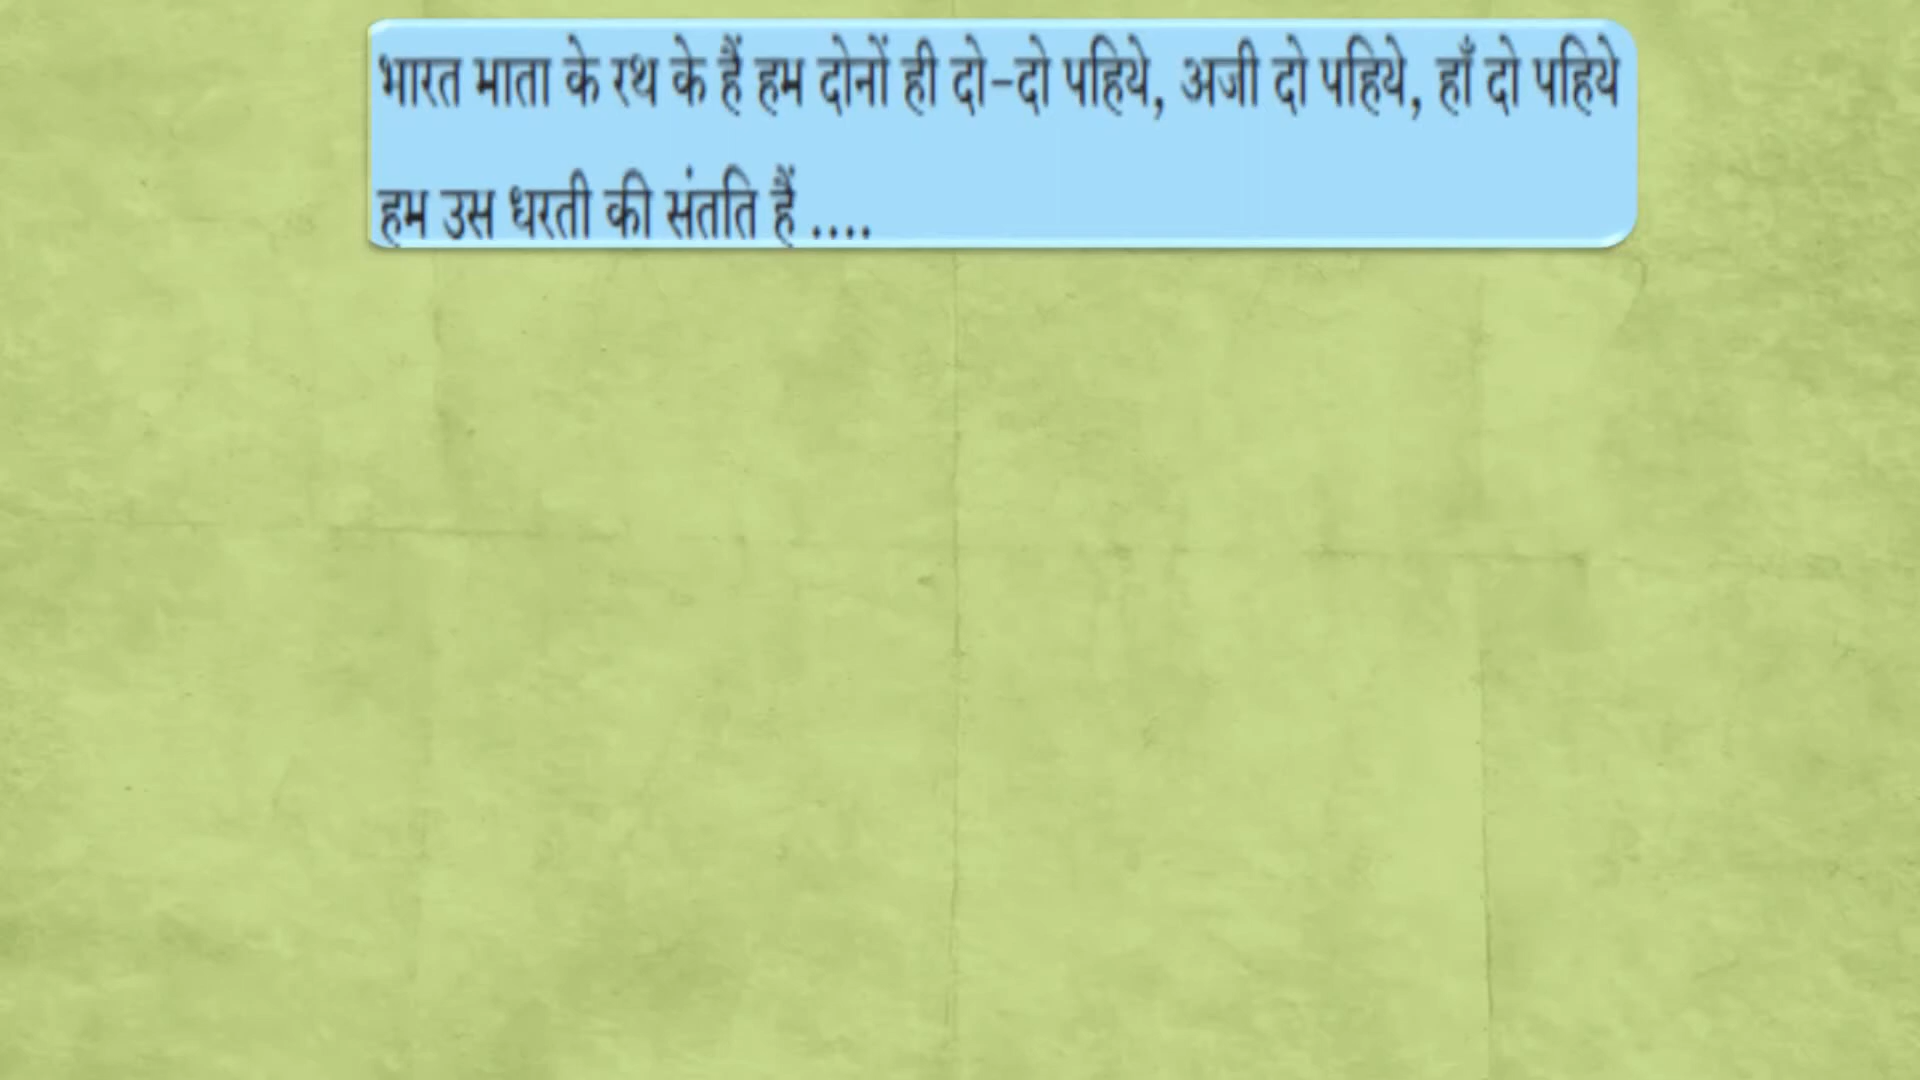 भारत माता के रथ के हैं हम दोनों ही दो-दो पहिये, अजी दो पहिये, हाँ दो पहिये
हम उस धरती की संतति हैं ....